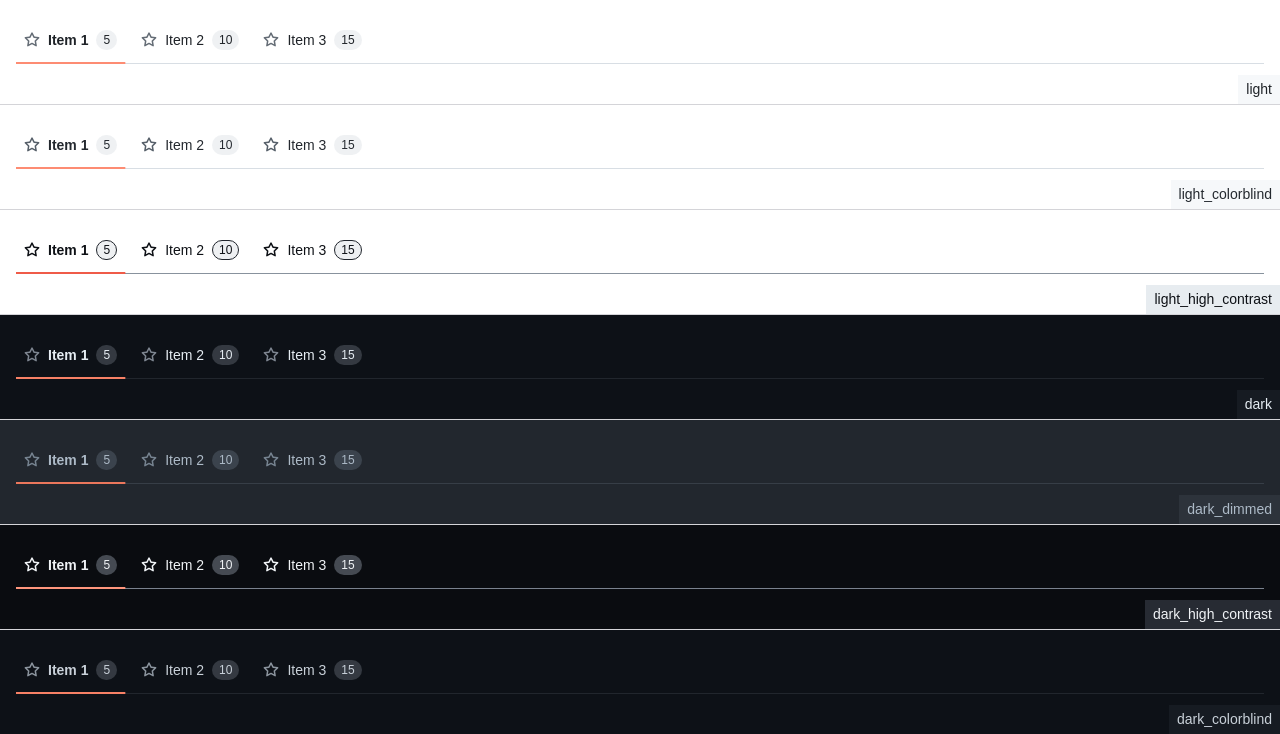 Item 1 5 Item 2 10 Item 3 15
light
Item 1 5 Item 2 10 Item 3 15
light_colorblind
Item 1 5 Item 2 10 Item 3 15
light_high_contrast
Item 1 5 Item 2 10 Item 3 15
dark
Item 1 5 Item 2 10 Item 3 15
dark_dimmed
Item 1 5 Item 2 10 Item 3 15
dark_high_contrast
Item 1 5 Item 2 10 Item 3 15
dark_colorblind